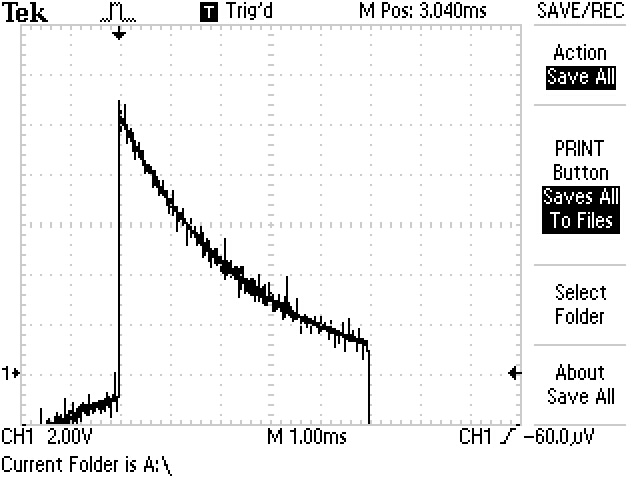 Tek T Trig'd M Pos: 3.040ms SAVE/REC
Action
Save All
PRINT
Button
Saves All
To Files
Select
Folder
1
About
Save All
CH1 2.00V M 1.00ms CH1 -60.0µV
Current Folder is A:\